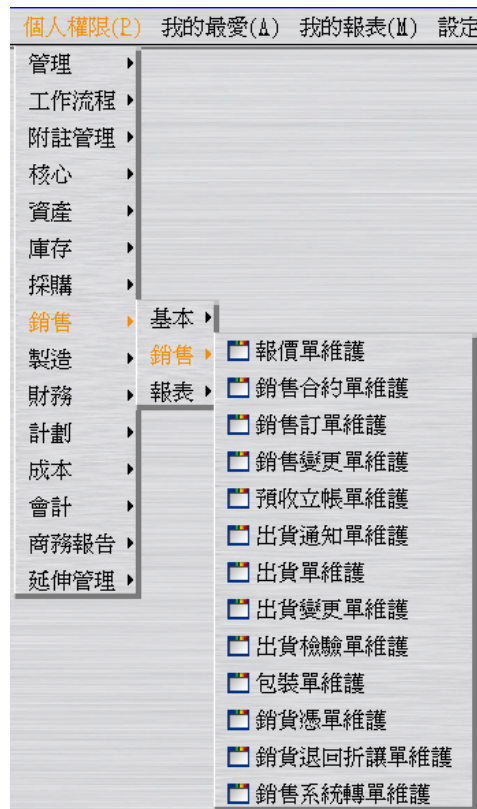 個人權限(P) 我的最愛(A) 我的報表(M) 設定
管理
工作流程
附註管理
核心
資產
庫存
採購
銷售
製造
財務
計劃
成本
會計
商務報告
延伸管理
基本
銷售
報表
報價單維護
銷售合約單維護
銷售訂單維護
銷售變更單維護
預收立帳單維護
出貨通知單維護
出貨單維護
出貨變更單維護
出貨檢驗單維護
包裝單維護
銷貨憑單維護
銷貨退回折讓單維護
銷售系統轉單維護